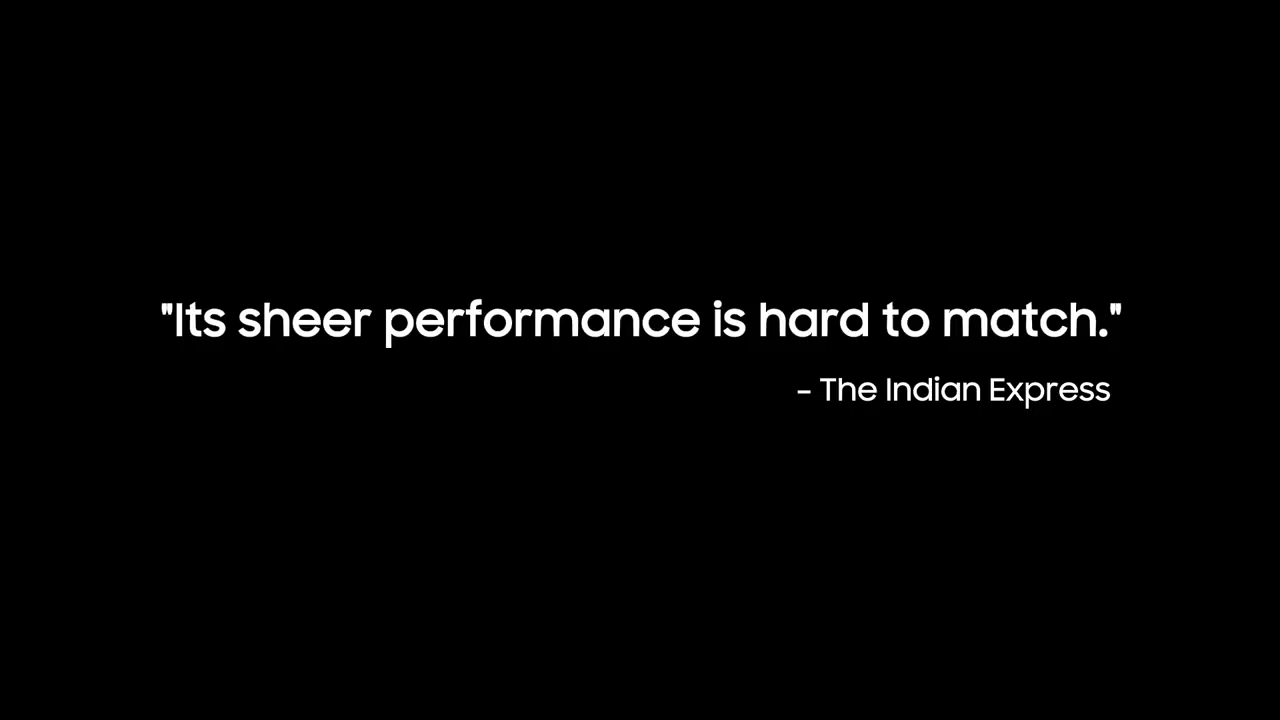 "Its sheer performance is hard to match."
– The Indian Express